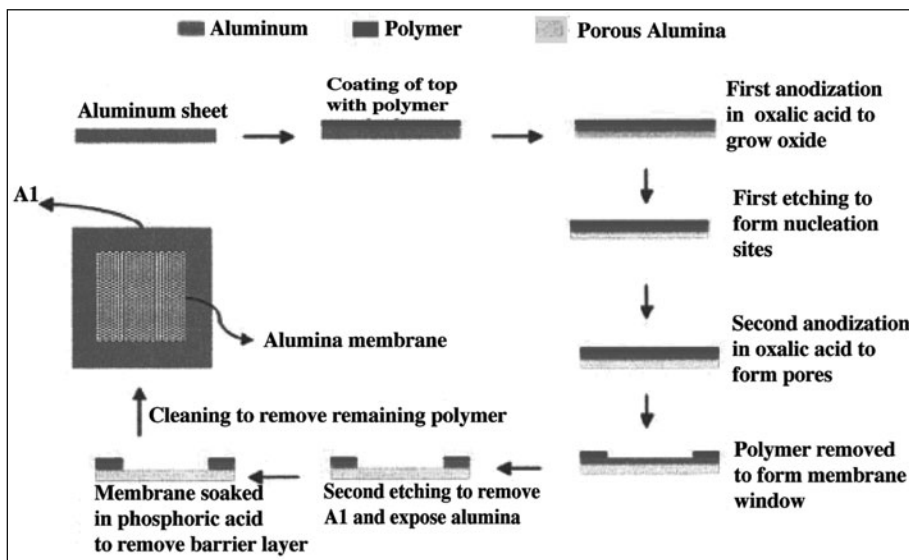 Aluminum
Polymer
Porous Alumina
Aluminum sheet
Coating of top
with polymer
First anodization
in oxalic acid to
grow oxide
A1
First etching to
form nucleation
sites
Alumina membrane
Second anodization
in oxalic acid to
form pores
Cleaning to remove remaining polymer
Polymer removed
to form membrane
window
Second etching to remove
A1 and expose alumina
Membrane soaked
in phosphoric acid
to remove barrier layer